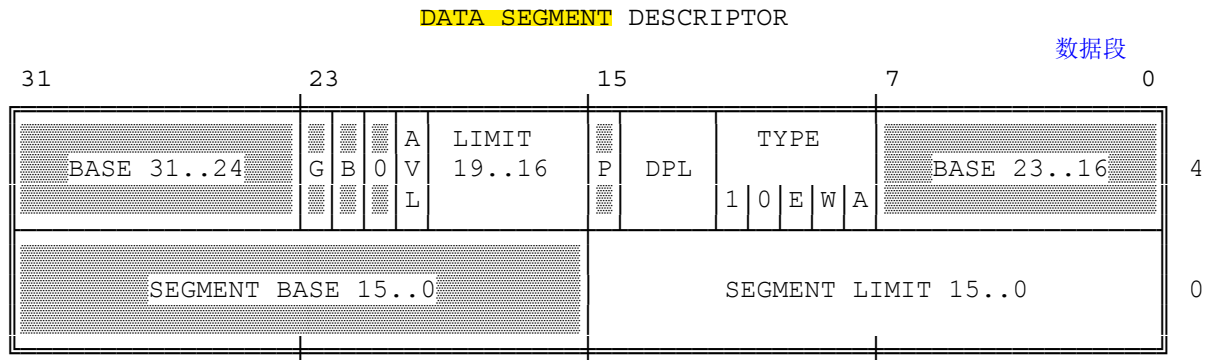 DATA SEGMENT DESCRIPTOR
数据段
31 23 15 7 0
A LIMIT TYPE
BASE 31..24 G B 0 V 19..16 P DPL BASE 23..16 4
L 1 0 E W A
SEGMENT BASE 15..0 SEGMENT LIMIT 15..0 0